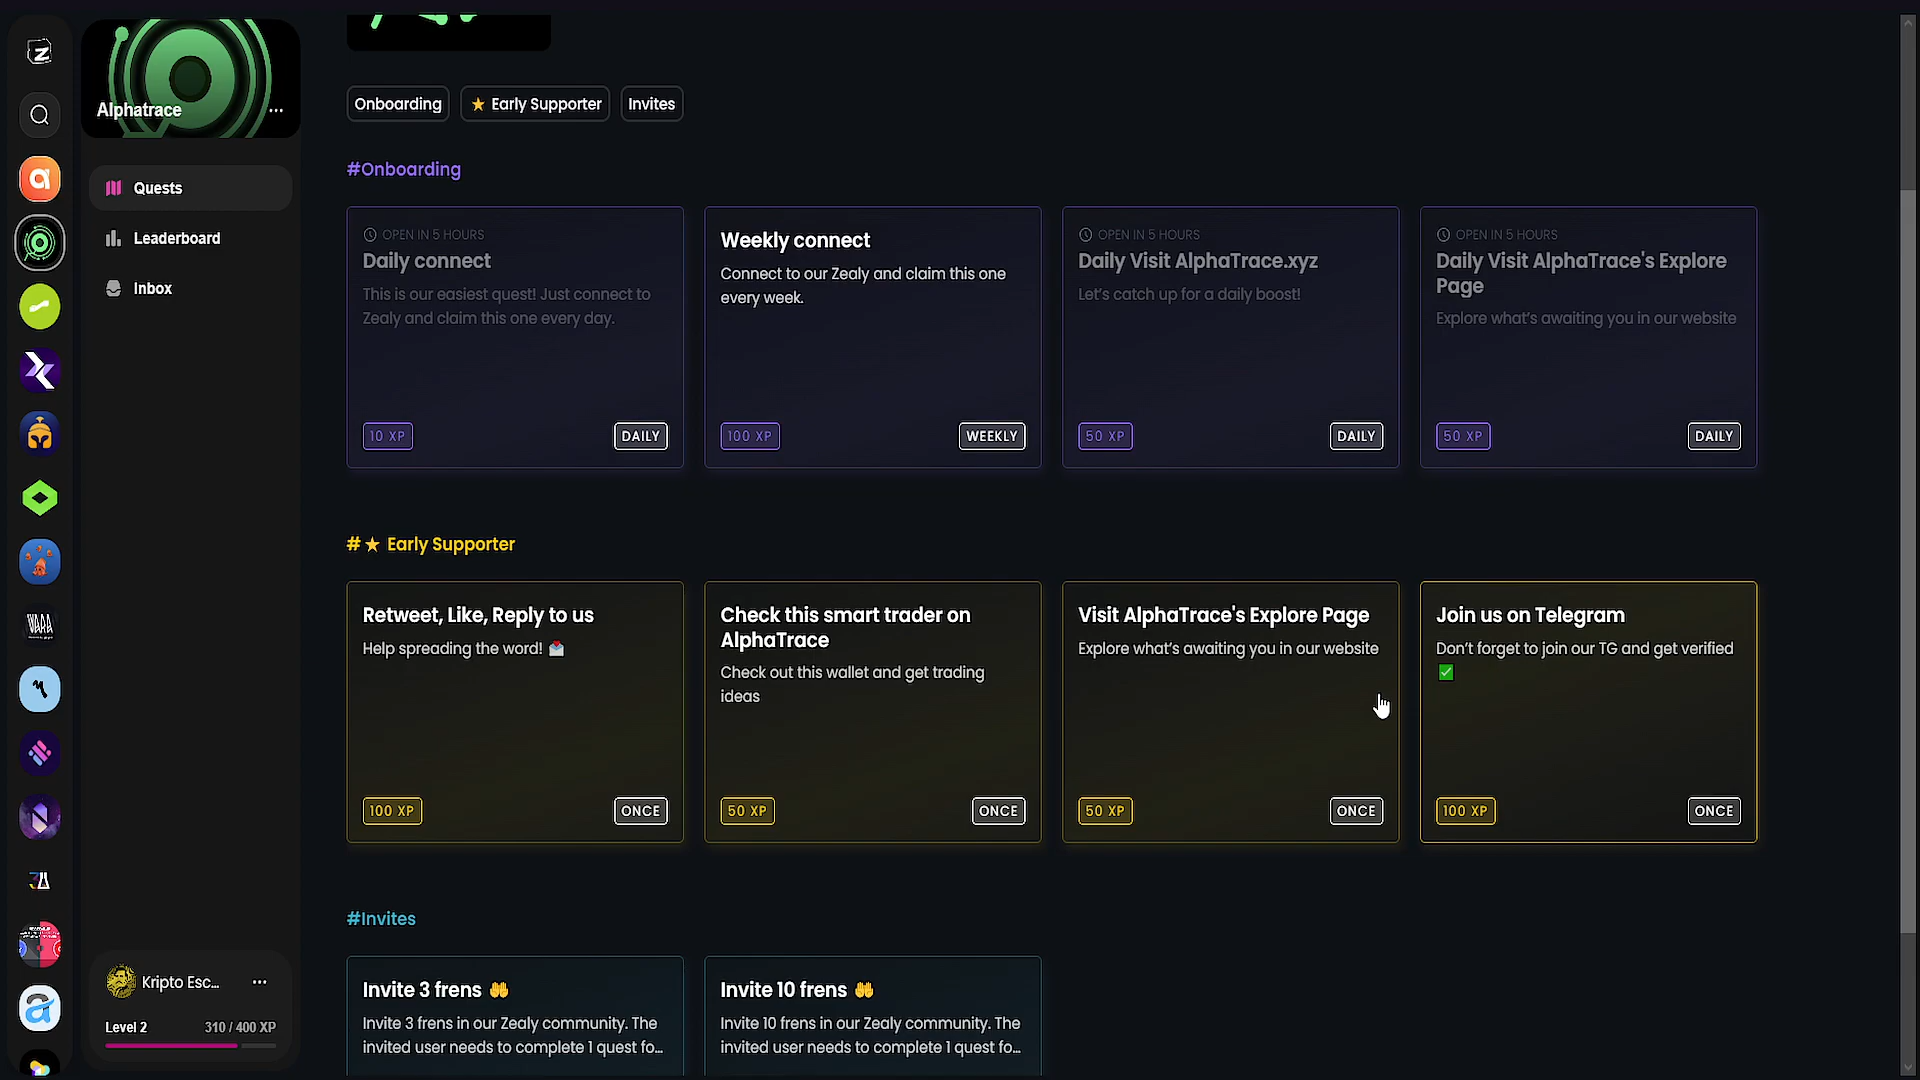 Alphatrace
...
Quests
Leaderboard
Inbox
Kripto Esc...
...
Level 2
310 / 400 XP
Onboarding
Early Supporter
Invites
#Onboarding
OPEN IN 5 HOURS
Daily connect
This is our easiest quest! Just connect to
Zealy and claim this one every day.
10 XP
DAILY
Weekly connect
Connect to our Zealy and claim this one
every week.
100 XP
WEEKLY
OPEN IN 5 HOURS
Daily Visit AlphaTrace.xyz
Let's catch up for a daily boost!
50 XP
DAILY
OPEN IN 5 HOURS
Daily Visit AlphaTrace's Explore
Page
Explore what's awaiting you in our website
50 XP
DAILY
# Early Supporter
Retweet, Like, Reply to us
Help spreading the word!
100 XP
ONCE
Check this smart trader on
AlphaTrace
Check out this wallet and get trading
ideas
50 XP
ONCE
Visit AlphaTrace's Explore Page
Explore what's awaiting you in our website
50 XP
ONCE
Join us on Telegram
Don't forget to join our TG and get verified
100 XP
ONCE
#Invites
Invite 3 frens
Invite 3 frens in our Zealy community. The
invited user needs to complete 1 quest fo...
Invite 10 frens
Invite 10 frens in our Zealy community. The
invited user needs to complete 1 quest fo...